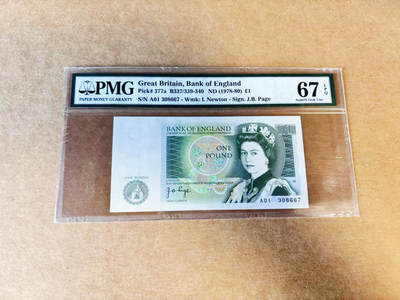 PMG
PAPER MONEY GUARANTY
Great Britain, Bank of England
Pick# 377a B337/339-340 ND (1978-80) £1
S/N A01 308667 - Wmk: I. Newton - Sign. J.B. Page
67 EPQ
Superb Gem Unc
BANK OF ENGLAND
ONE
POUND
A01 308667